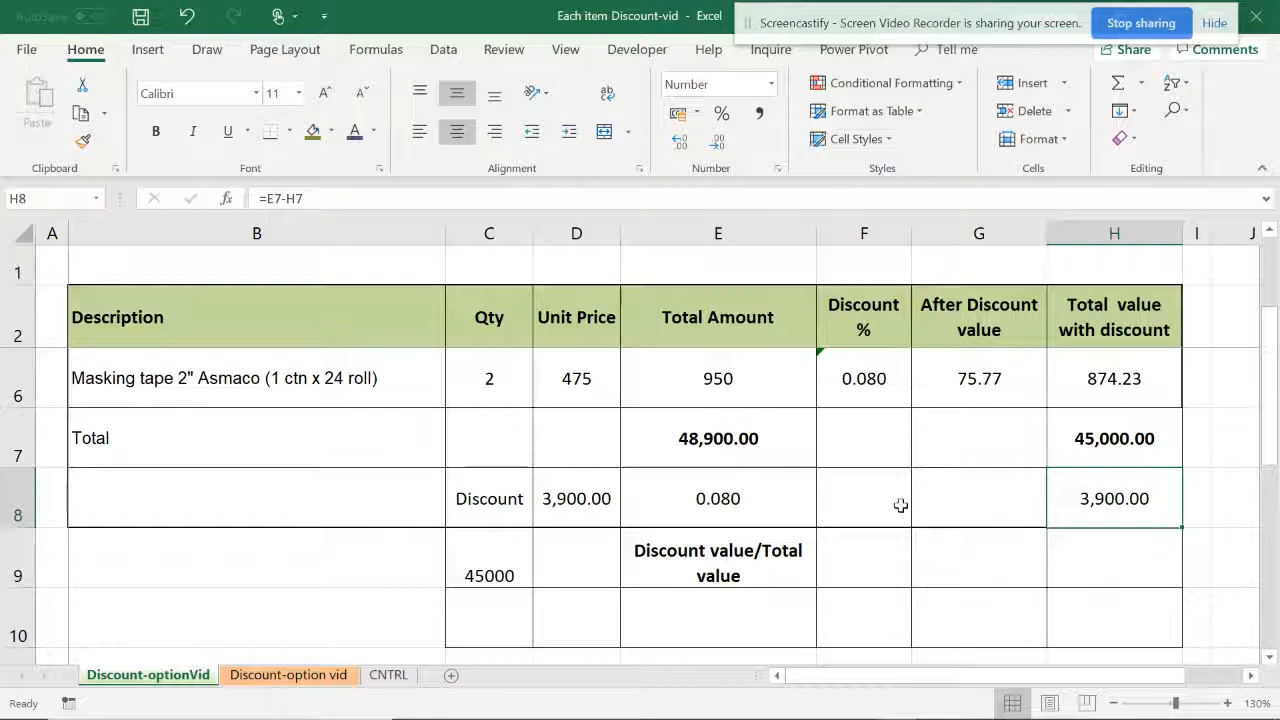 AutoSave
Each item Discount-vid - Excel
Screencastify - Screen Video Recorder is sharing your screen.
Stop sharing
Hide
File Home Insert Draw Page Layout Formulas Data Review View Developer Help Inquire Power Pivot Tell me
Share Comments
Paste
Clipboard
Calibri 11
B I U A
Font
ab
Alignment
Number
%
Number
Conditional Formatting
Format as Table
Cell Styles
Styles
Insert
Delete
Format
Cells
Editing
H8 fx =E7-H7
A B C D E F G H I J
1
2 Description Qty Unit Price Total Amount Discount % After Discount value Total value with discount
6 Masking tape 2" Asmaco (1 ctn x 24 roll) 2 475 950 0.080 75.77 874.23
7 Total 48,900.00 45,000.00
8 Discount 3,900.00 0.080 3,900.00
9 45000 Discount value/Total value
10
Discount-optionVid Discount-option vid CNTRL
Ready
130%